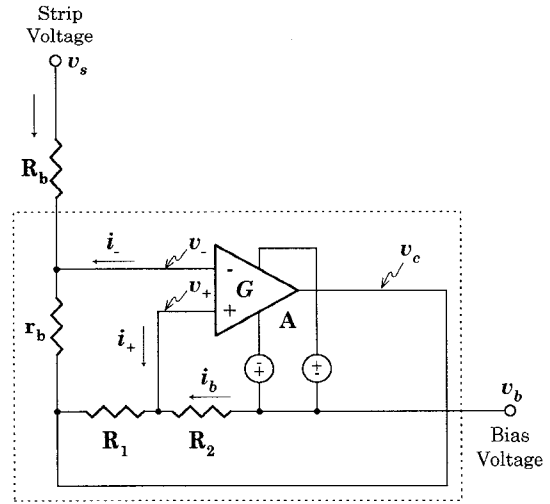 Strip
Voltage
v_s
R_b
i_-
v_-
v_c
-
G
v_+
+
A
r_b
i_+
i_b
-
+
+
-
v_b
R_1
R_2
Bias
Voltage